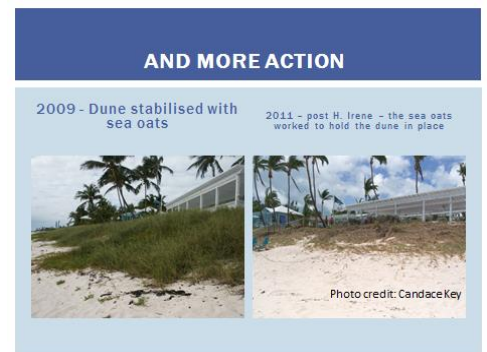 AND MORE ACTION
2009 - Dune stabilised with
sea oats
2011 – post H. Irene – the sea oats
worked to hold the dune in place
Photo credit: Candace Key